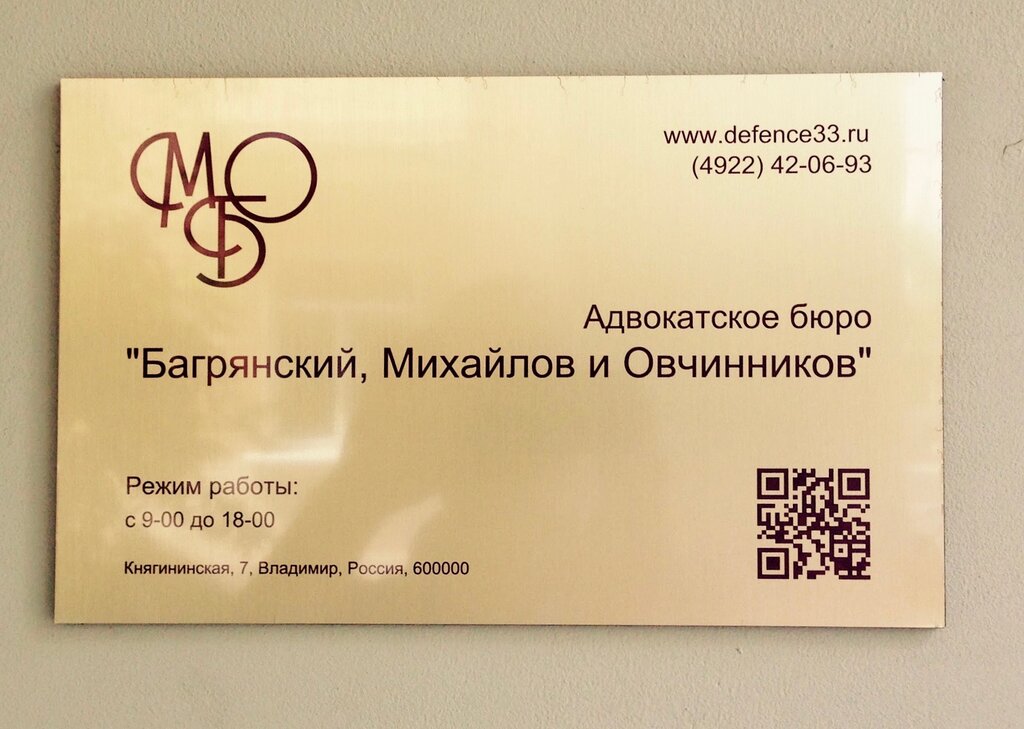 www.defence33.ru
(4922) 42-06-93
Адвокатское бюро
"Багрянский, Михайлов и Овчинников"
Режим работы:
с 9-00 до 18-00
Княгининская, 7, Владимир, Россия, 600000